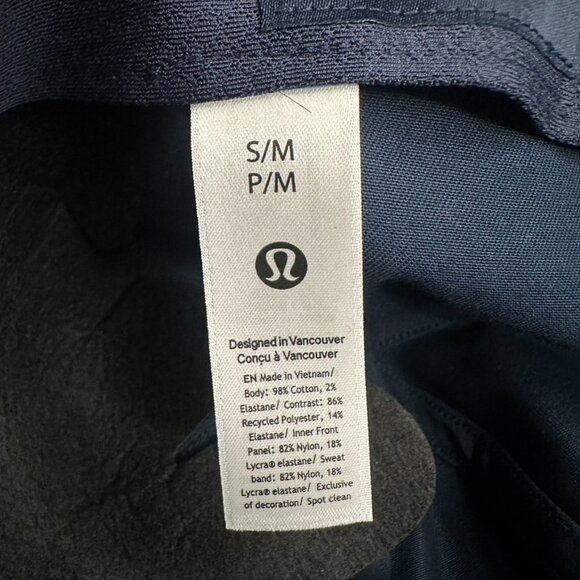 S/M
P/M
Designed in Vancouver
Conçu à Vancouver
EN Made in Vietnam/
Body: 98% Cotton, 2%
Elastane/ Contrast: 86%
Recycled Polyester, 14%
Elastane/ Inner Front
Panel: 82% Nylon, 18%
Lycra® elastane/ Sweat
band: 82% Nylon, 18%
Lycra® elastane/ Exclusive
of decoration/ Spot clean